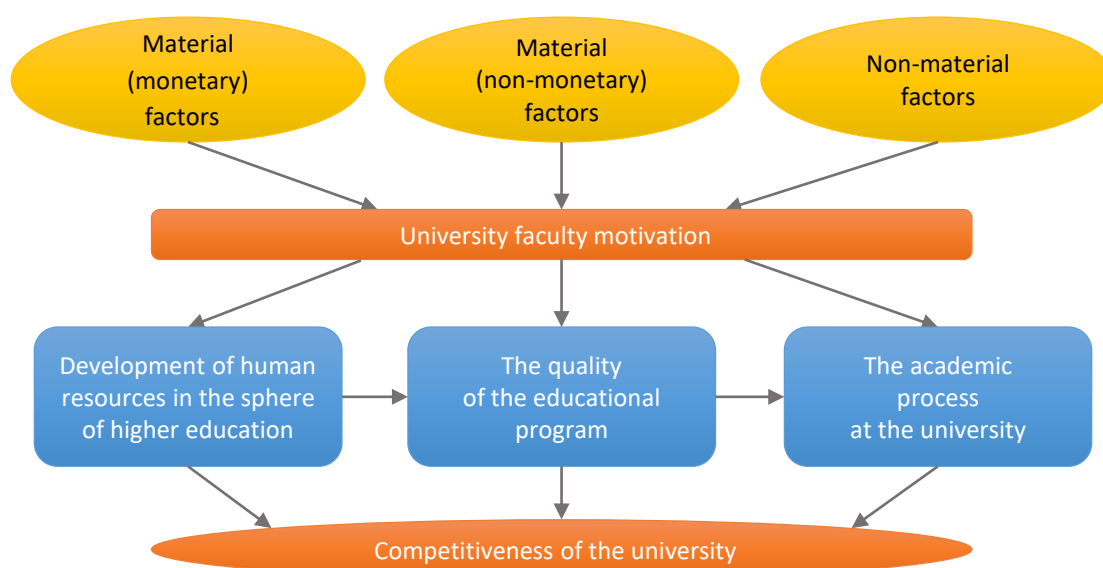 Material
(monetary)
factors
Material
(non-monetary)
factors
Non-material
factors
University faculty motivation
Development of human
resources in the sphere
of higher education
The quality
of the educational
program
The academic
process
at the university
Competitiveness of the university